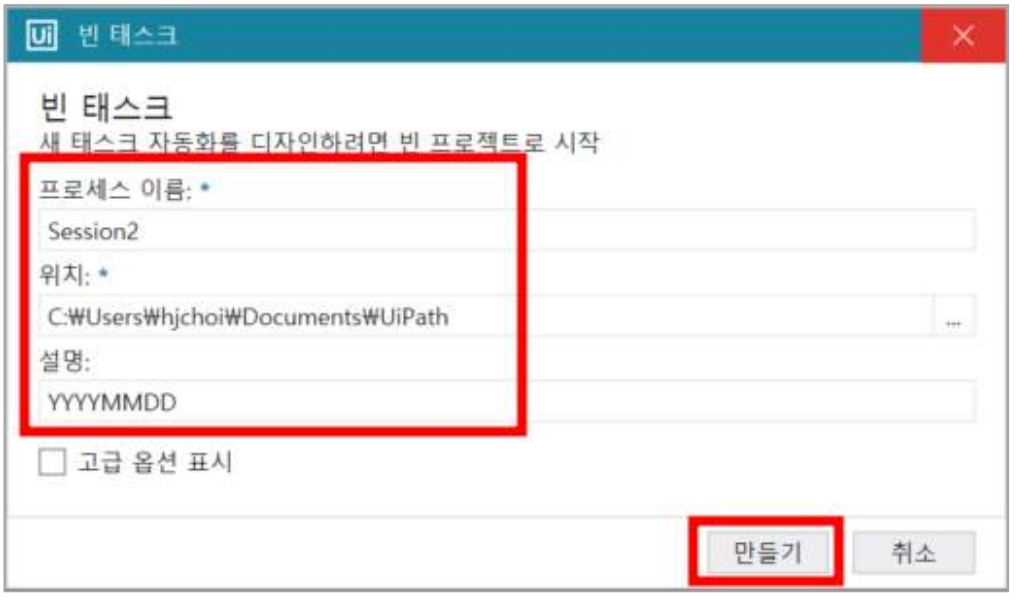 Ui 빈 태스크
빈 태스크
새 태스크 자동화를 디자인하려면 빈 프로젝트로 시작
프로세스 이름: *
Session2
위치: *
C:₩Users₩hjchoi₩Documents₩UiPath
...
설명:
YYYYMMDD
고급 옵션 표시
만들기 취소